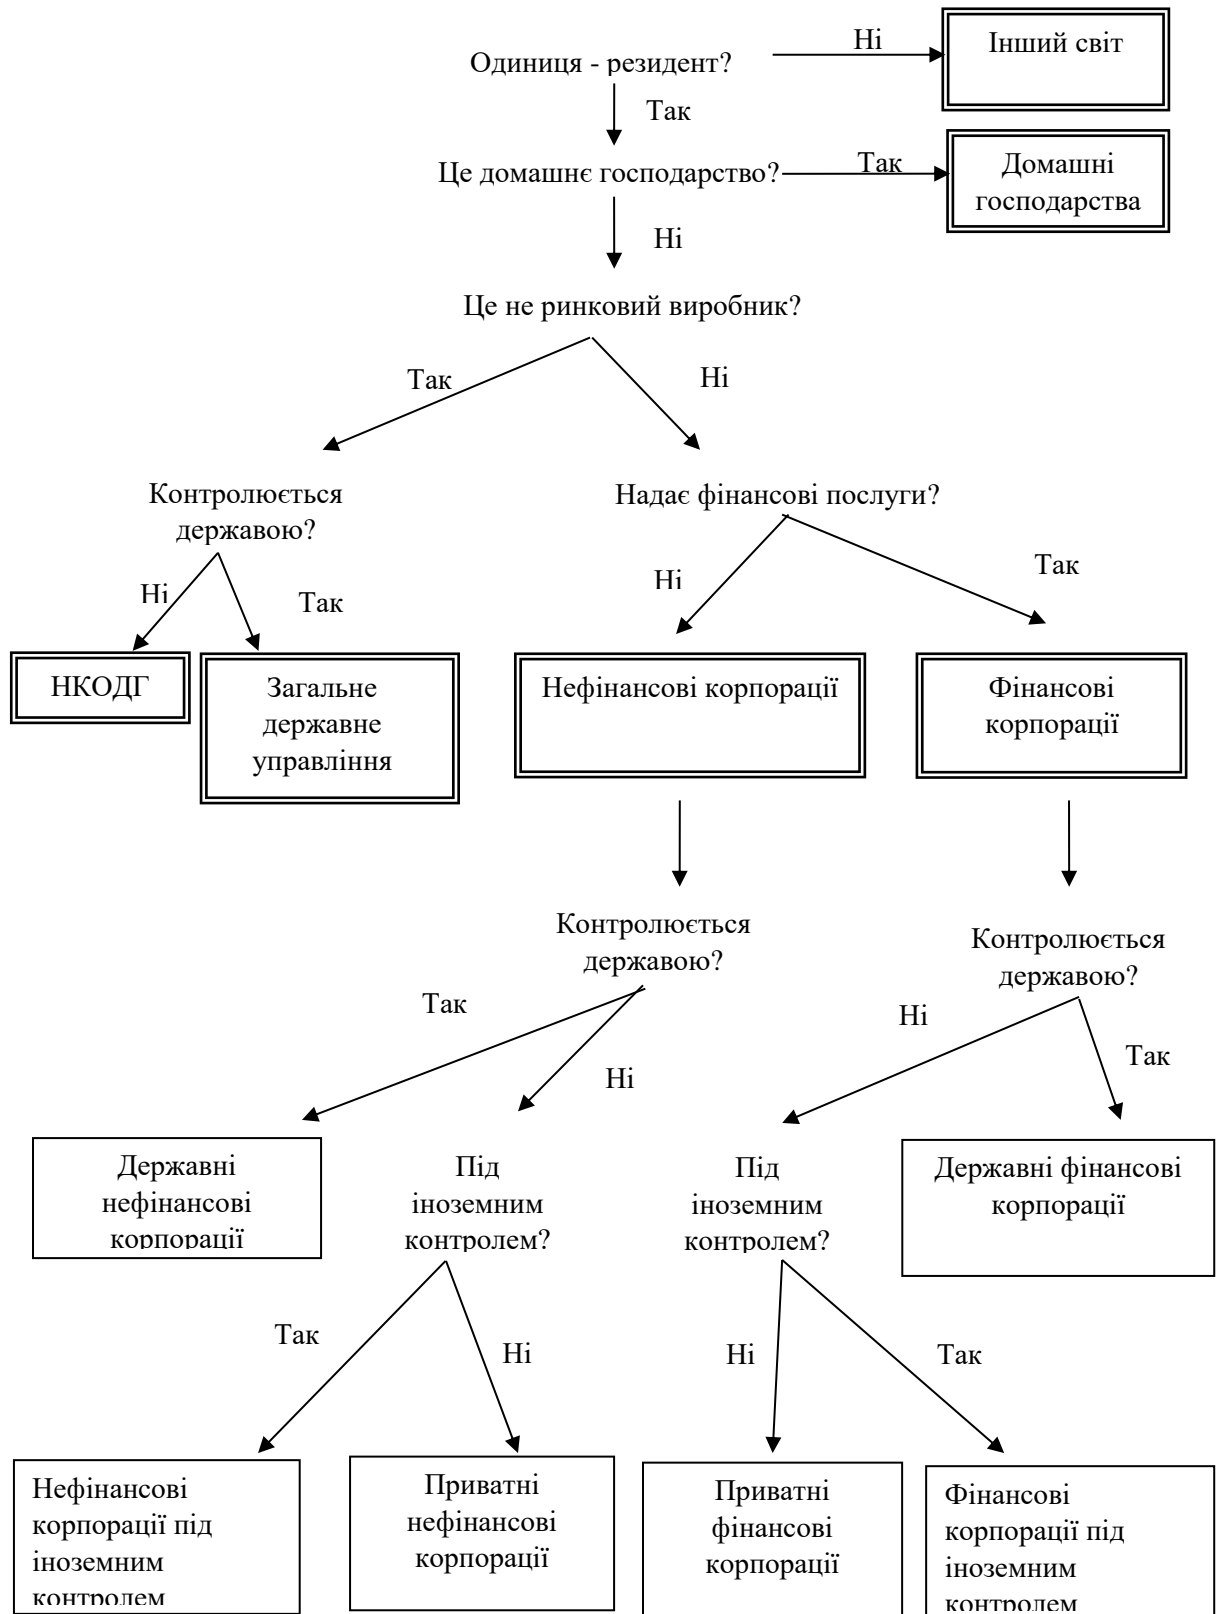 Одиниця - резидент?
Ні
Інший світ
Так
Це домашнє господарство?
Так
Домашні
господарства
Ні
Це не ринковий виробник?
Так
Ні
Контролюється
державою?
Надає фінансові послуги?
Ні
Так
Ні
Так
НКОДГ
Загальне
державне
управління
Нефінансові корпорації
Фінансові
корпорації
Контролюється
державою?
Контролюється
державою?
Так
Ні
Ні
Так
Державні
нефінансові
корпорації
Під
іноземним
контролем?
Під
іноземним
контролем?
Державні фінансові
корпорації
Так
Ні
Ні
Так
Нефінансові
корпорації під
іноземним
контролем
Приватні
нефінансові
корпорації
Приватні
фінансові
корпорації
Фінансові
корпорації під
іноземним
контролем